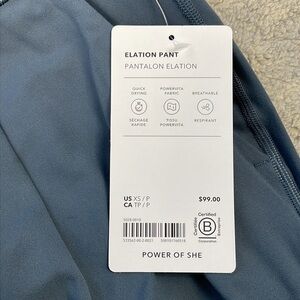 ELATION PANT
PANTALON ELATION
QUICK DRYING
POWERVITA FABRIC
BREATHABLE
SÉCHAGE RAPIDE
TISSU POWERVITA
RESPIRANT
US XS / P
CA TP / P
$99.00
Certified
B
Corporation
POWER OF SHE